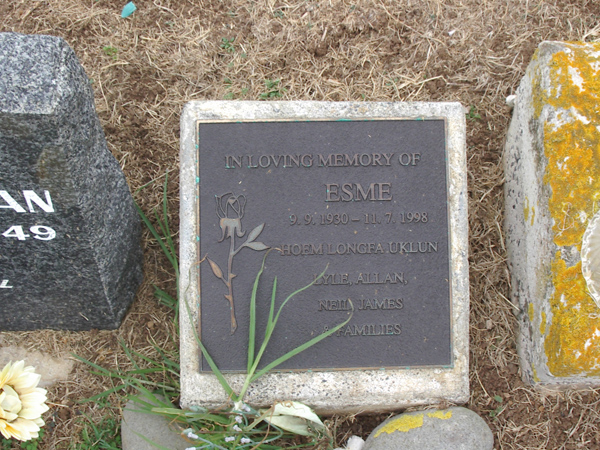 IN LOVING MEMORY OF
ESME
9. 9. 1930 – 11. 7. 1998
HOEM LONGFA UKLUN
LYLE, ALLAN,
NEIL, JAMES
& FAMILIES
AN
49